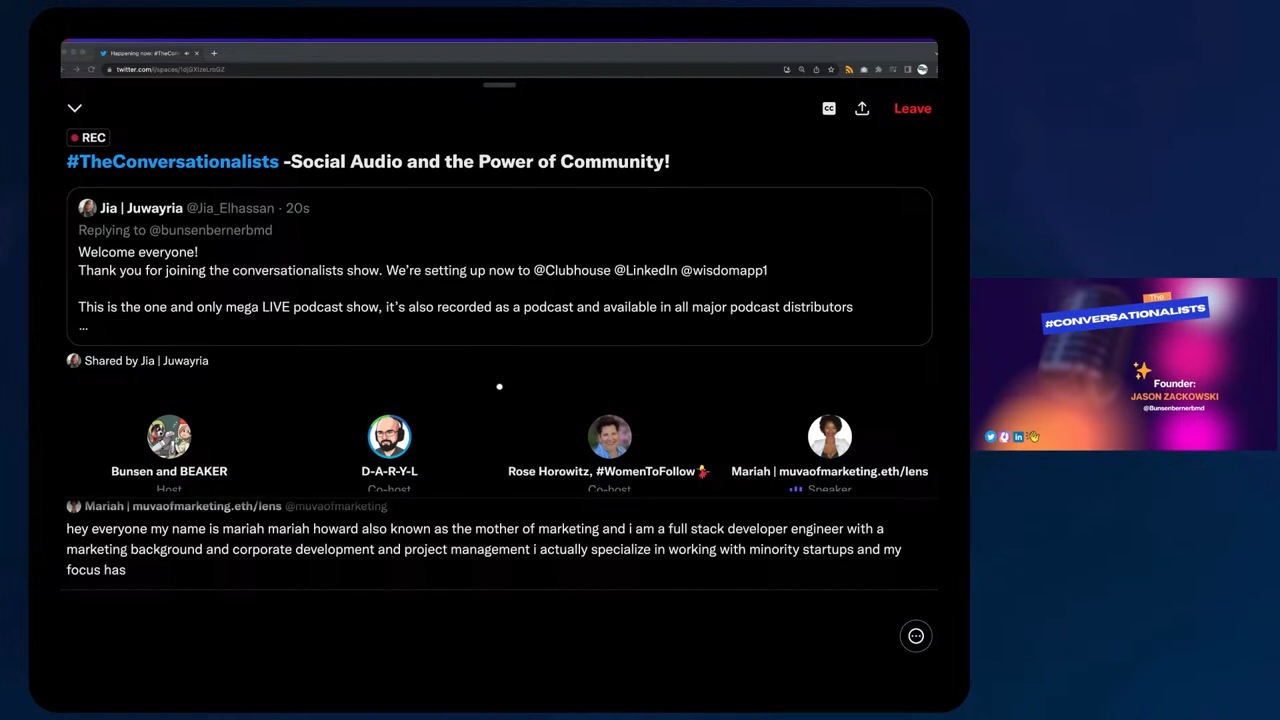 Happening now: #TheCon
twitter.com/i/spaces/1djGXlzeLroGZ
CC
Leave
REC
#TheConversationalists -Social Audio and the Power of Community!
Jia | Juwayria @Jia_Elhassan · 20s
Replying to @bunsenbernerbmd
Welcome everyone!
Thank you for joining the conversationalists show. We're setting up now to @Clubhouse @LinkedIn @wisdomapp1
This is the one and only mega LIVE podcast show, it's also recorded as a podcast and available in all major podcast distributors
...
Shared by Jia | Juwayria
Bunsen and BEAKER
Host
D-A-R-Y-L
Co-host
Rose Horowitz, #WomenToFollow💃
Co-host
Mariah | muvaofmarketing.eth/lens
Speaker
Mariah | muvaofmarketing.eth/lens @muvaofmarketing
hey everyone my name is mariah mariah howard also known as the mother of marketing and i am a full stack developer engineer with a
marketing background and corporate development and project management i actually specialize in working with minority startups and my
focus has
The
#CONVERSATIONALISTS
Founder:
JASON ZACKOWSKI
@Bunsenbernerbmd